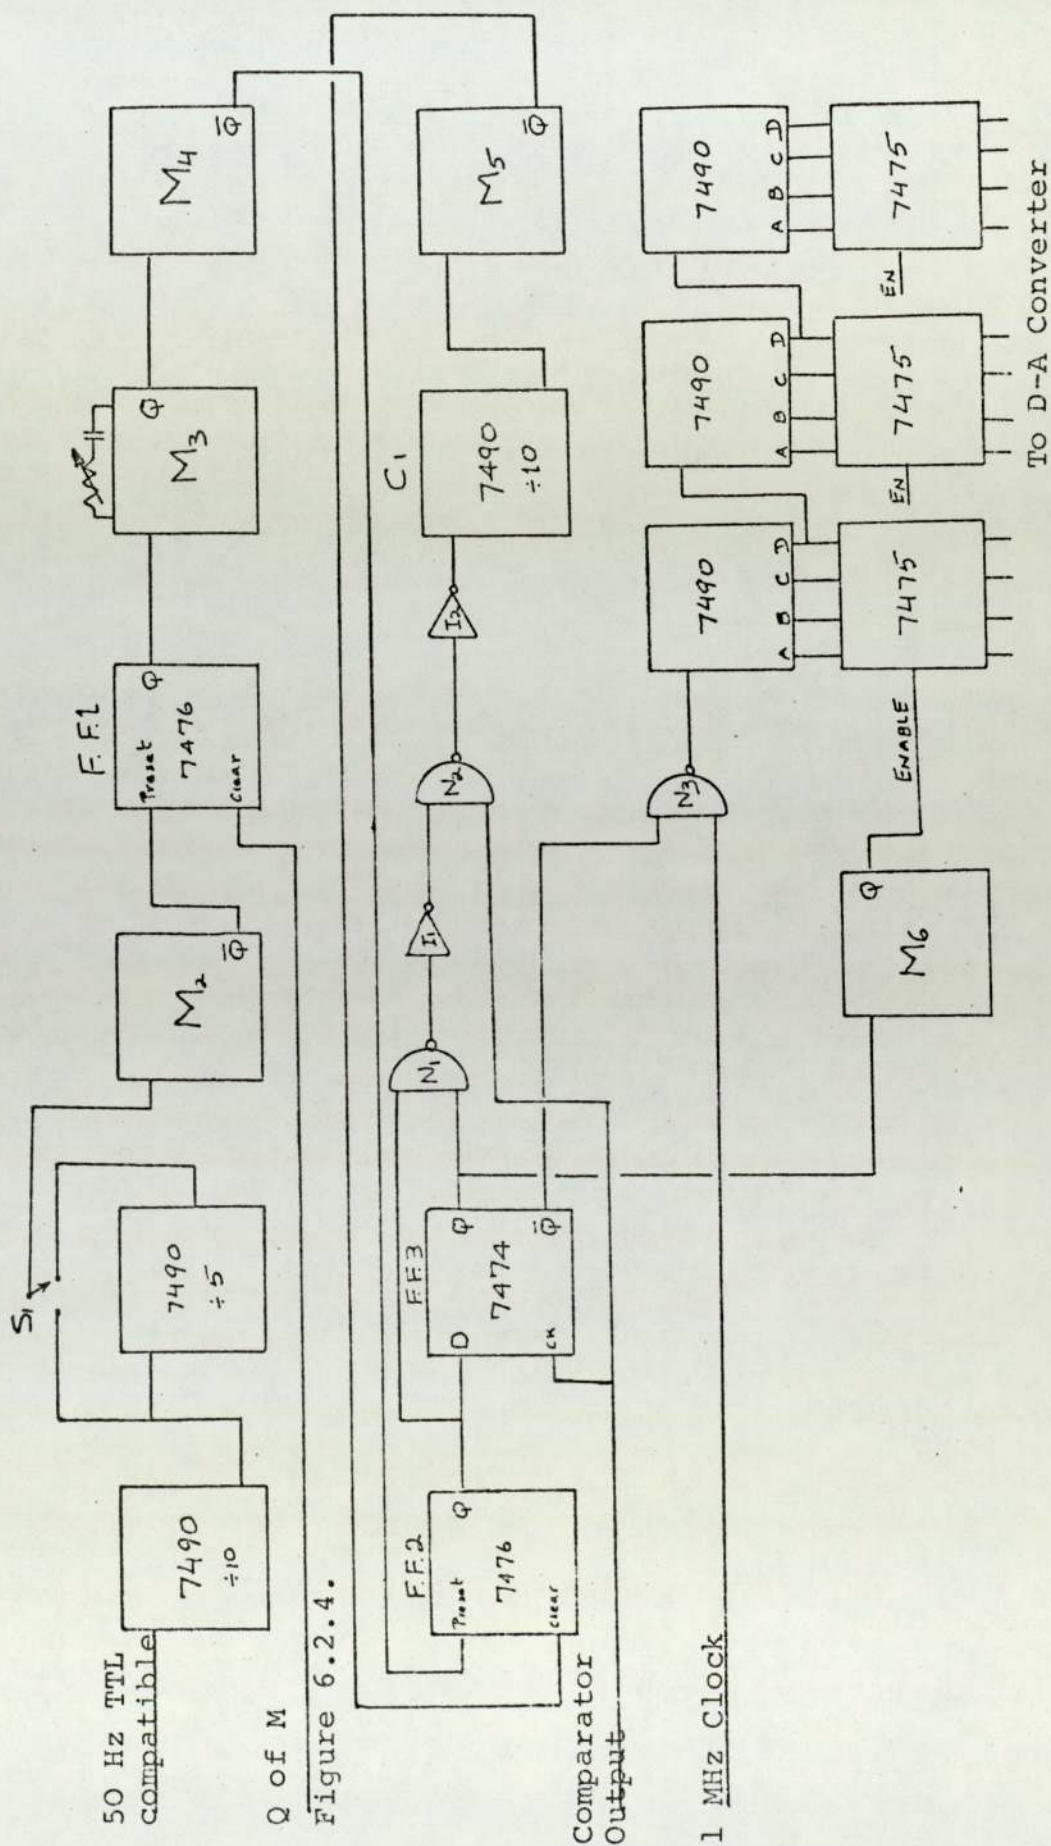 50 Hz TTL
compatible
7490
÷10
S1
7490
÷5
M2
Q̅
F.F.1
Preset
Q
7476
Clear
M3
Q
M4
Q̅
Q of M
Figure 6.2.4.
F.F.2
Preset
Q
7476
Clear
F.F.3
D
Q
7474
CK
Q̅
N1
I1
N2
I2
C1
7490
÷10
M5
Q̅
Comparator
Output
1 MHz Clock
N3
M6
Q
ENABLE
7490
A B C D
7475
EN
7490
A B C D
7475
EN
7490
A B C D
7475
To D-A Converter